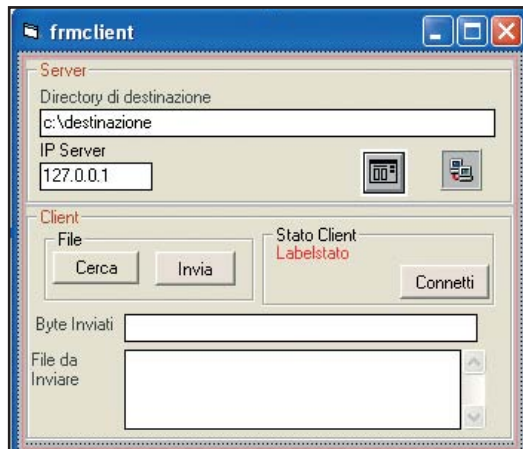 frmclient
Server
Directory di destinazione
c:\destinazione
IP Server
127.0.0.1
Client
File
Cerca
Invia
Stato Client
Labelstato
Connetti
Byte Inviati
File da
Inviare